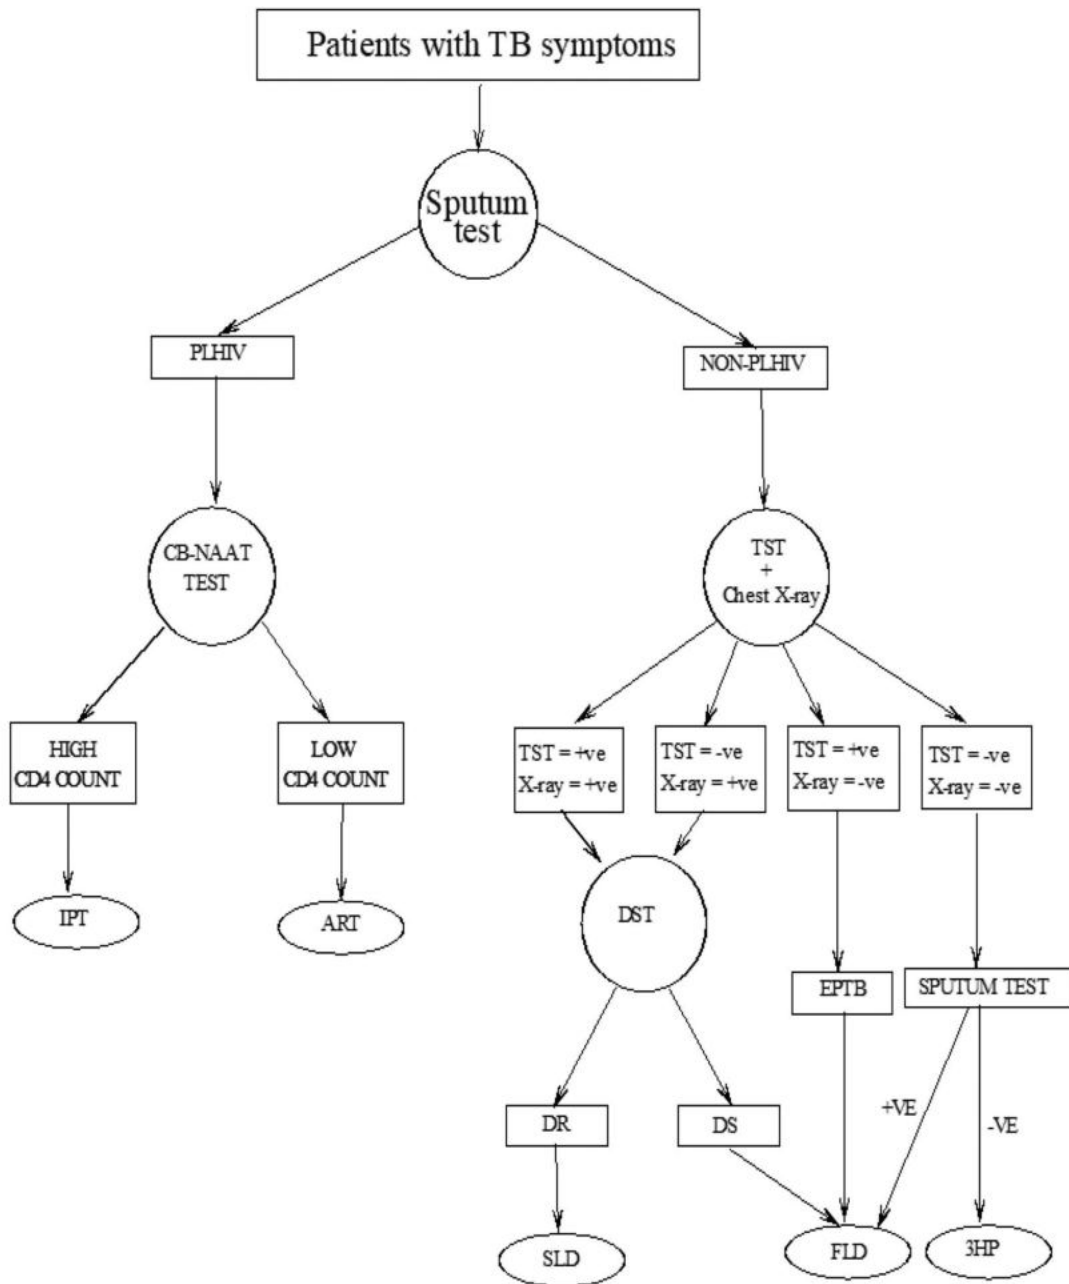 Patients with TB symptoms
Sputum
test
PLHIV
NON-PLHIV
CB-NAAT
TEST
TST
+
Chest X-ray
HIGH
CD4 COUNT
LOW
CD4 COUNT
TST = +ve
X-ray = +ve
TST = -ve
X-ray = +ve
TST = +ve
X-ray = -ve
TST = -ve
X-ray = -ve
IPT
ART
DST
EPTB
SPUTUM TEST
DR
DS
+VE
-VE
SLD
FLD
3HP